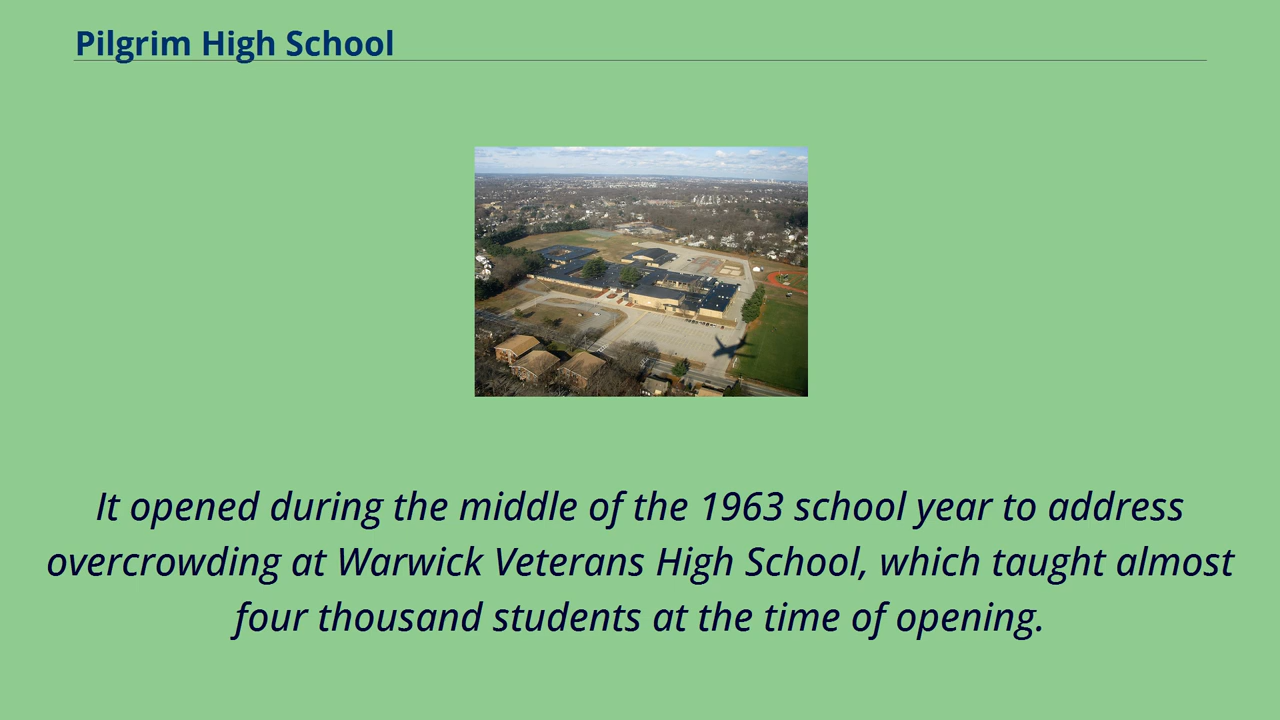 Pilgrim High School
It opened during the middle of the 1963 school year to address
overcrowding at Warwick Veterans High School, which taught almost
four thousand students at the time of opening.